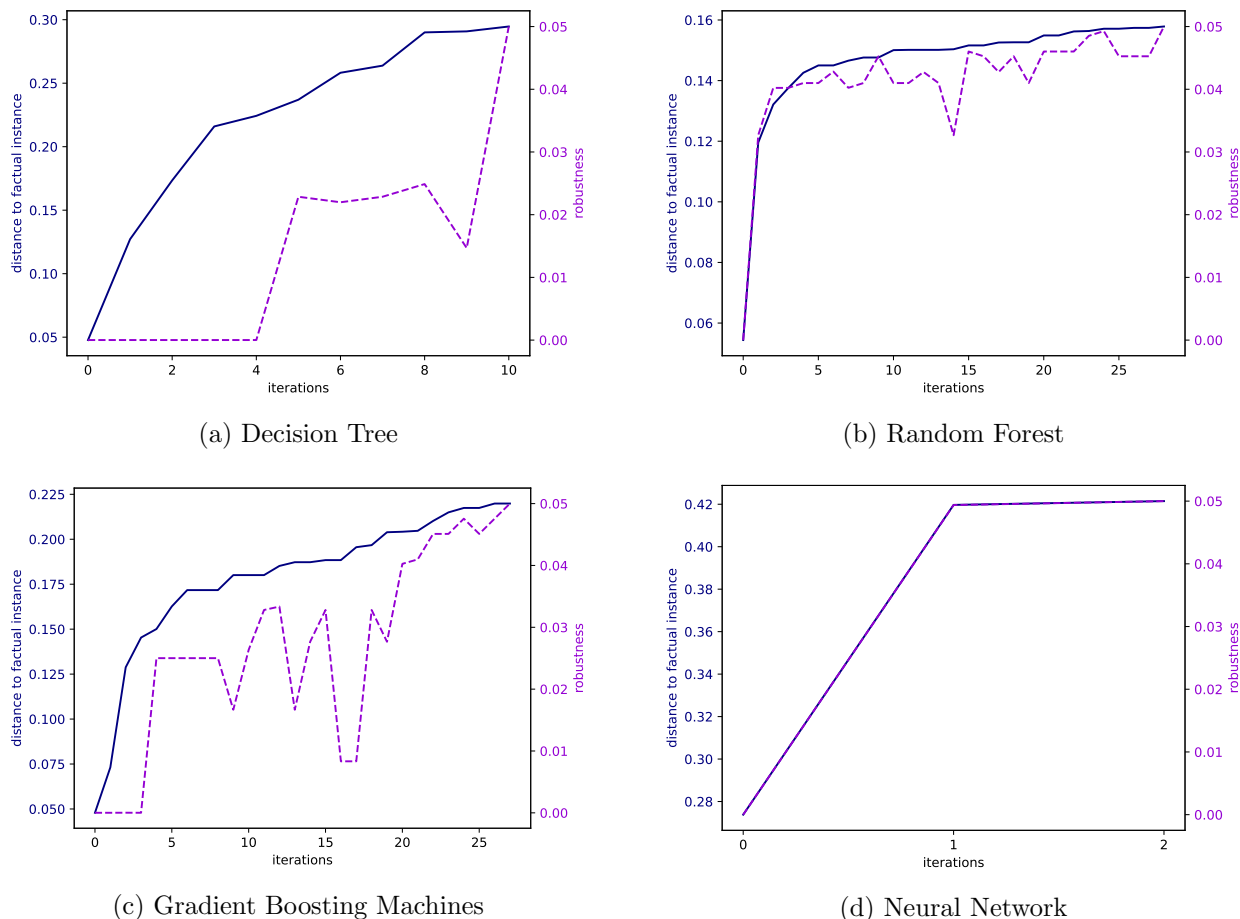 0.30
0.25
0.20
0.15
0.10
0.05
distance to factual instance
0.05
0.04
0.03
0.02
0.01
0.00
robustness
0 2 4 6 8 10
iterations
(a) Decision Tree
0.16
0.14
0.12
0.10
0.08
0.06
distance to factual instance
0.05
0.04
0.03
0.02
0.01
0.00
robustness
0 5 10 15 20 25
iterations
(b) Random Forest
0.225
0.200
0.175
0.150
0.125
0.100
0.075
0.050
distance to factual instance
0.05
0.04
0.03
0.02
0.01
0.00
robustness
0 5 10 15 20 25
iterations
(c) Gradient Boosting Machines
0.42
0.40
0.38
0.36
0.34
0.32
0.30
0.28
distance to factual instance
0.05
0.04
0.03
0.02
0.01
0.00
robustness
0 1 2
iterations
(d) Neural Network